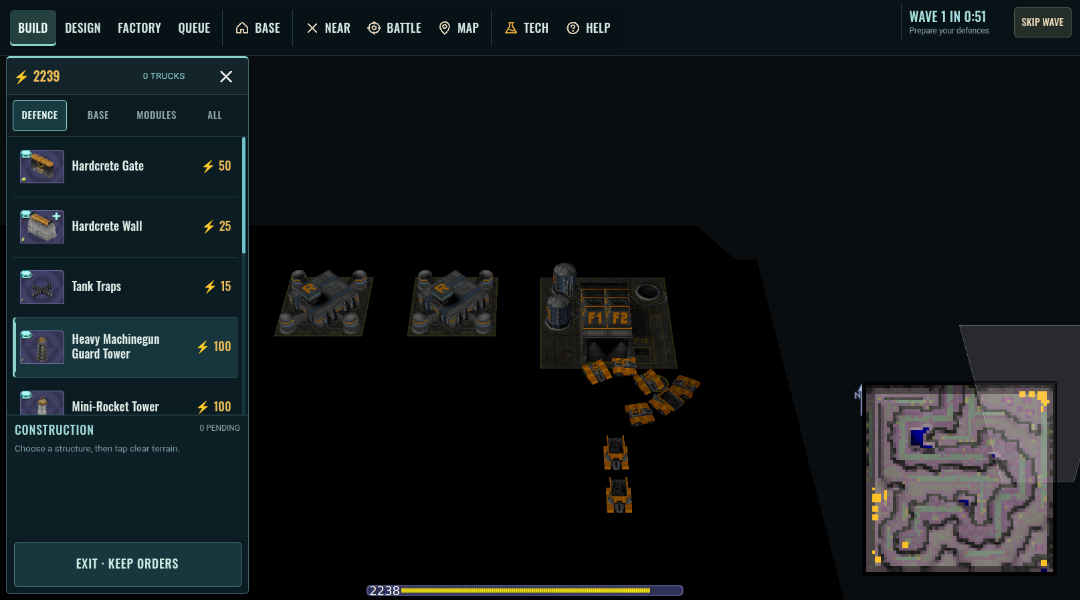 BUILD
DESIGN
FACTORY
QUEUE
BASE
NEAR
BATTLE
MAP
TECH
HELP
WAVE 1 IN 0:51
Prepare your defences
SKIP WAVE
2239
0 TRUCKS
DEFENCE
BASE
MODULES
ALL
Hardcrete Gate
50
Hardcrete Wall
25
Tank Traps
15
Heavy Machinegun
Guard Tower
100
Mini-Rocket Tower
100
CONSTRUCTION
0 PENDING
Choose a structure, then tap clear terrain.
EXIT · KEEP ORDERS
R
R
F1 F2
N
2238